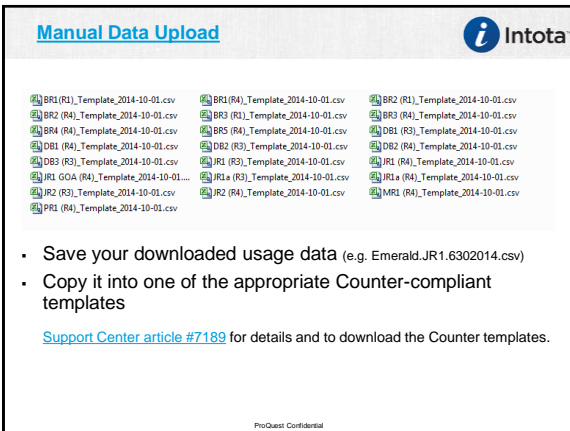 Manual Data Upload
i Intota
BR1(R1)_Template_2014-10-01.csv BR1(R4)_Template_2014-10-01.csv BR2 (R1)_Template_2014-10-01.csv
BR2 (R4)_Template_2014-10-01.csv BR3 (R1)_Template_2014-10-01.csv BR3 (R4)_Template_2014-10-01.csv
BR4 (R4)_Template_2014-10-01.csv BR5 (R4)_Template_2014-10-01.csv DB1 (R3)_Template_2014-10-01.csv
DB1 (R4)_Template_2014-10-01.csv DB2 (R3)_Template_2014-10-01.csv DB2 (R4)_Template_2014-10-01.csv
DB3 (R3)_Template_2014-10-01.csv JR1 (R3)_Template_2014-10-01.csv JR1 (R4)_Template_2014-10-01.csv
JR1 GOA (R4)_Template_2014-10-01.... JR1a (R3)_Template_2014-10-01.csv JR1a (R4)_Template_2014-10-01.csv
JR2 (R3)_Template_2014-10-01.csv JR2 (R4)_Template_2014-10-01.csv MR1 (R4)_Template_2014-10-01.csv
PR1 (R4)_Template_2014-10-01.csv
▪ Save your downloaded usage data (e.g. Emerald.JR1.6302014.csv)
▪ Copy it into one of the appropriate Counter-compliant
templates
Support Center article #7189 for details and to download the Counter templates.
ProQuest Confidential